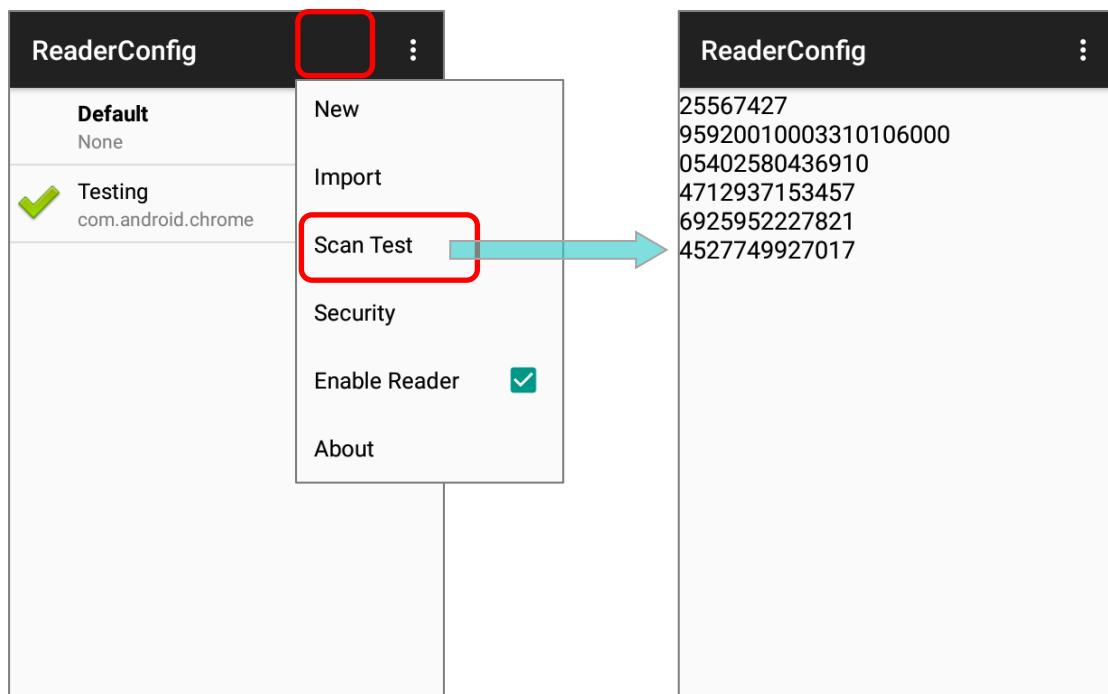 ReaderConfig
Default
None
Testing
com.android.chrome
New
Import
Scan Test
Security
Enable Reader
About
ReaderConfig
25567427
95920010003310106000
05402580436910
4712937153457
6925952227821
4527749927017